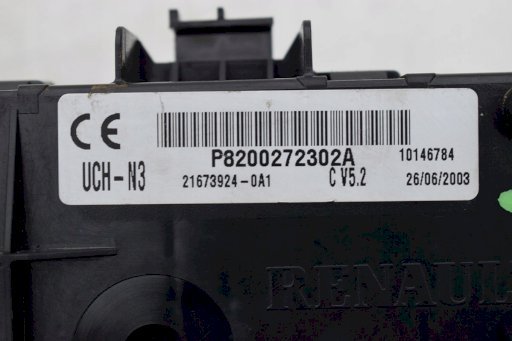 CE
P8200272302A 10146784
UCH-N3 21673924-0A1 C V5.2 26/06/2003
RENAUL